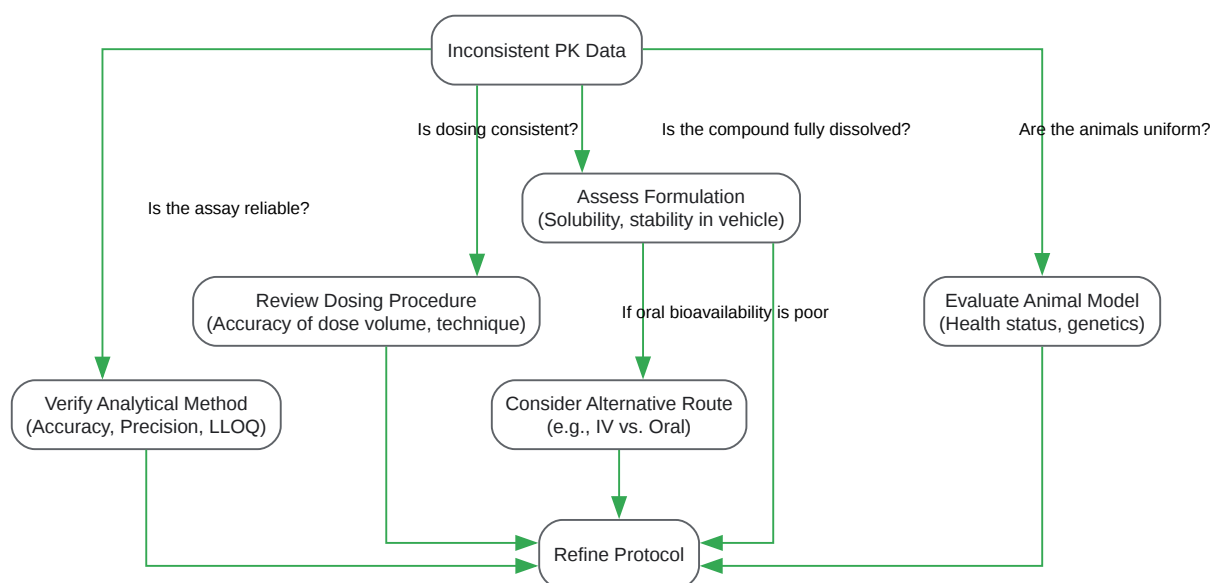 Inconsistent PK Data
Is dosing consistent?
Is the compound fully dissolved?
Are the animals uniform?
Assess Formulation
(Solubility, stability in vehicle)
Is the assay reliable?
Review Dosing Procedure
(Accuracy of dose volume, technique)
If oral bioavailability is poor
Evaluate Animal Model
(Health status, genetics)
Verify Analytical Method
(Accuracy, Precision, LLOQ)
Consider Alternative Route
(e.g., IV vs. Oral)
Refine Protocol